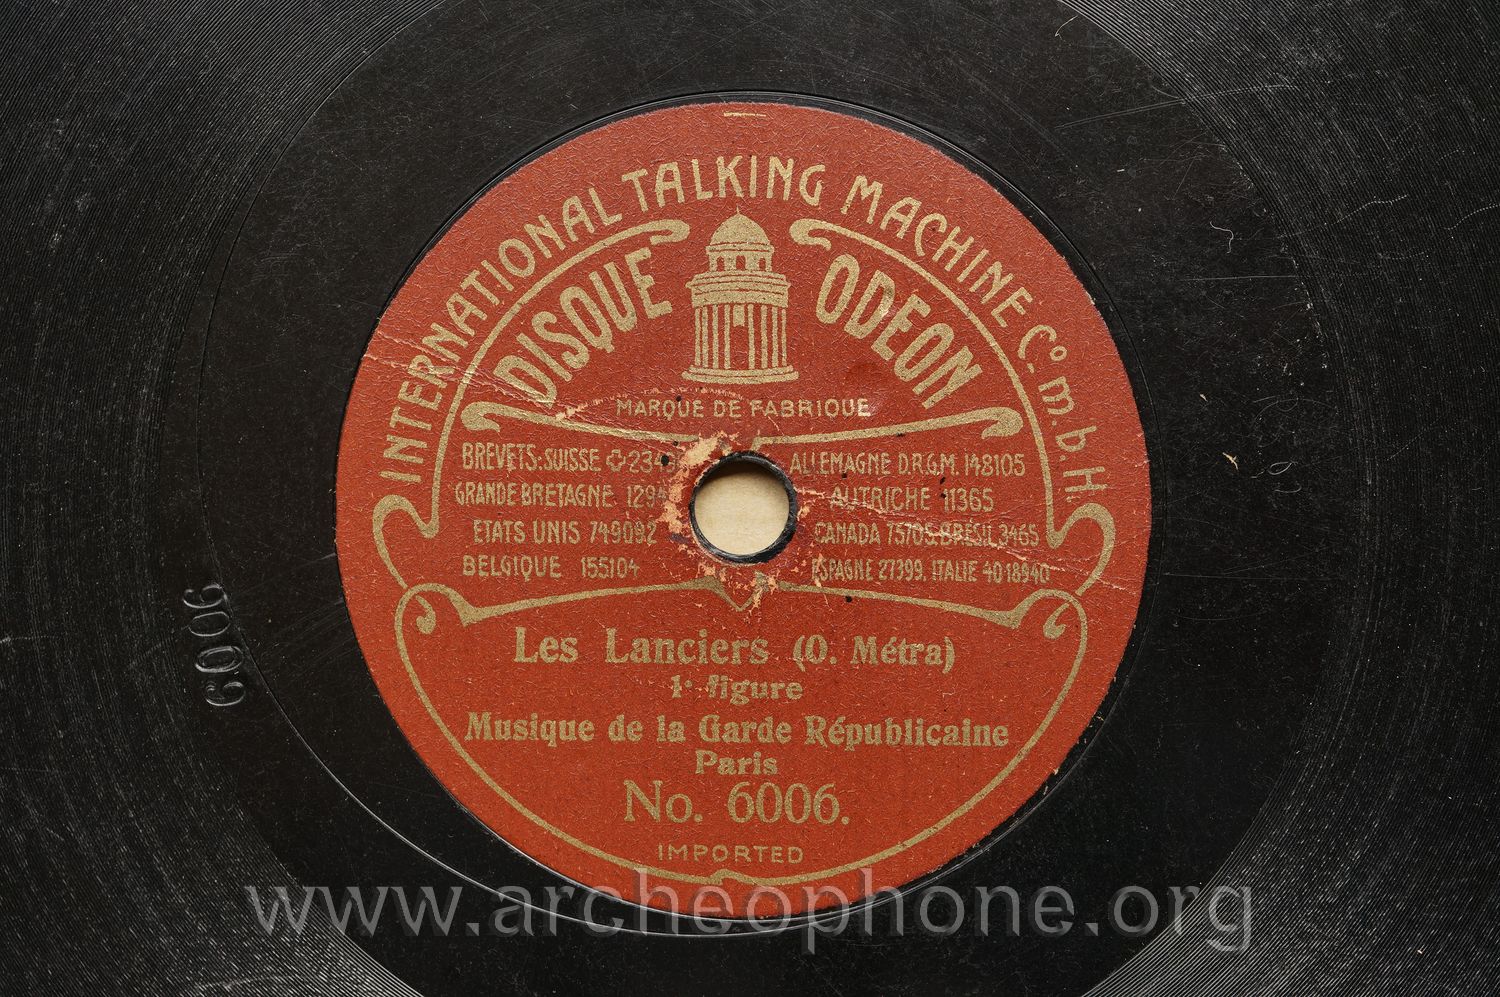 INTERNATIONAL TALKING MACHINE Co. m. b. H.
DISQUE ODEON
MARQUE DE FABRIQUE
BREVETS: SUISSE
GRANDE BRETAGNE
ETATS UNIS 749092
BELGIQUE 155104
ALLEMAGNE D.R.G.M. 148105
AUTRICHE 11365
CANADA 75705, BRÉSIL 3465
ESPAGNE 27399, ITALIE 4018940
Les Lanciers (O. Métra)
1e figure
Musique de la Garde Républicaine
Paris
No. 6006.
IMPORTED
6006
www.archeophone.org